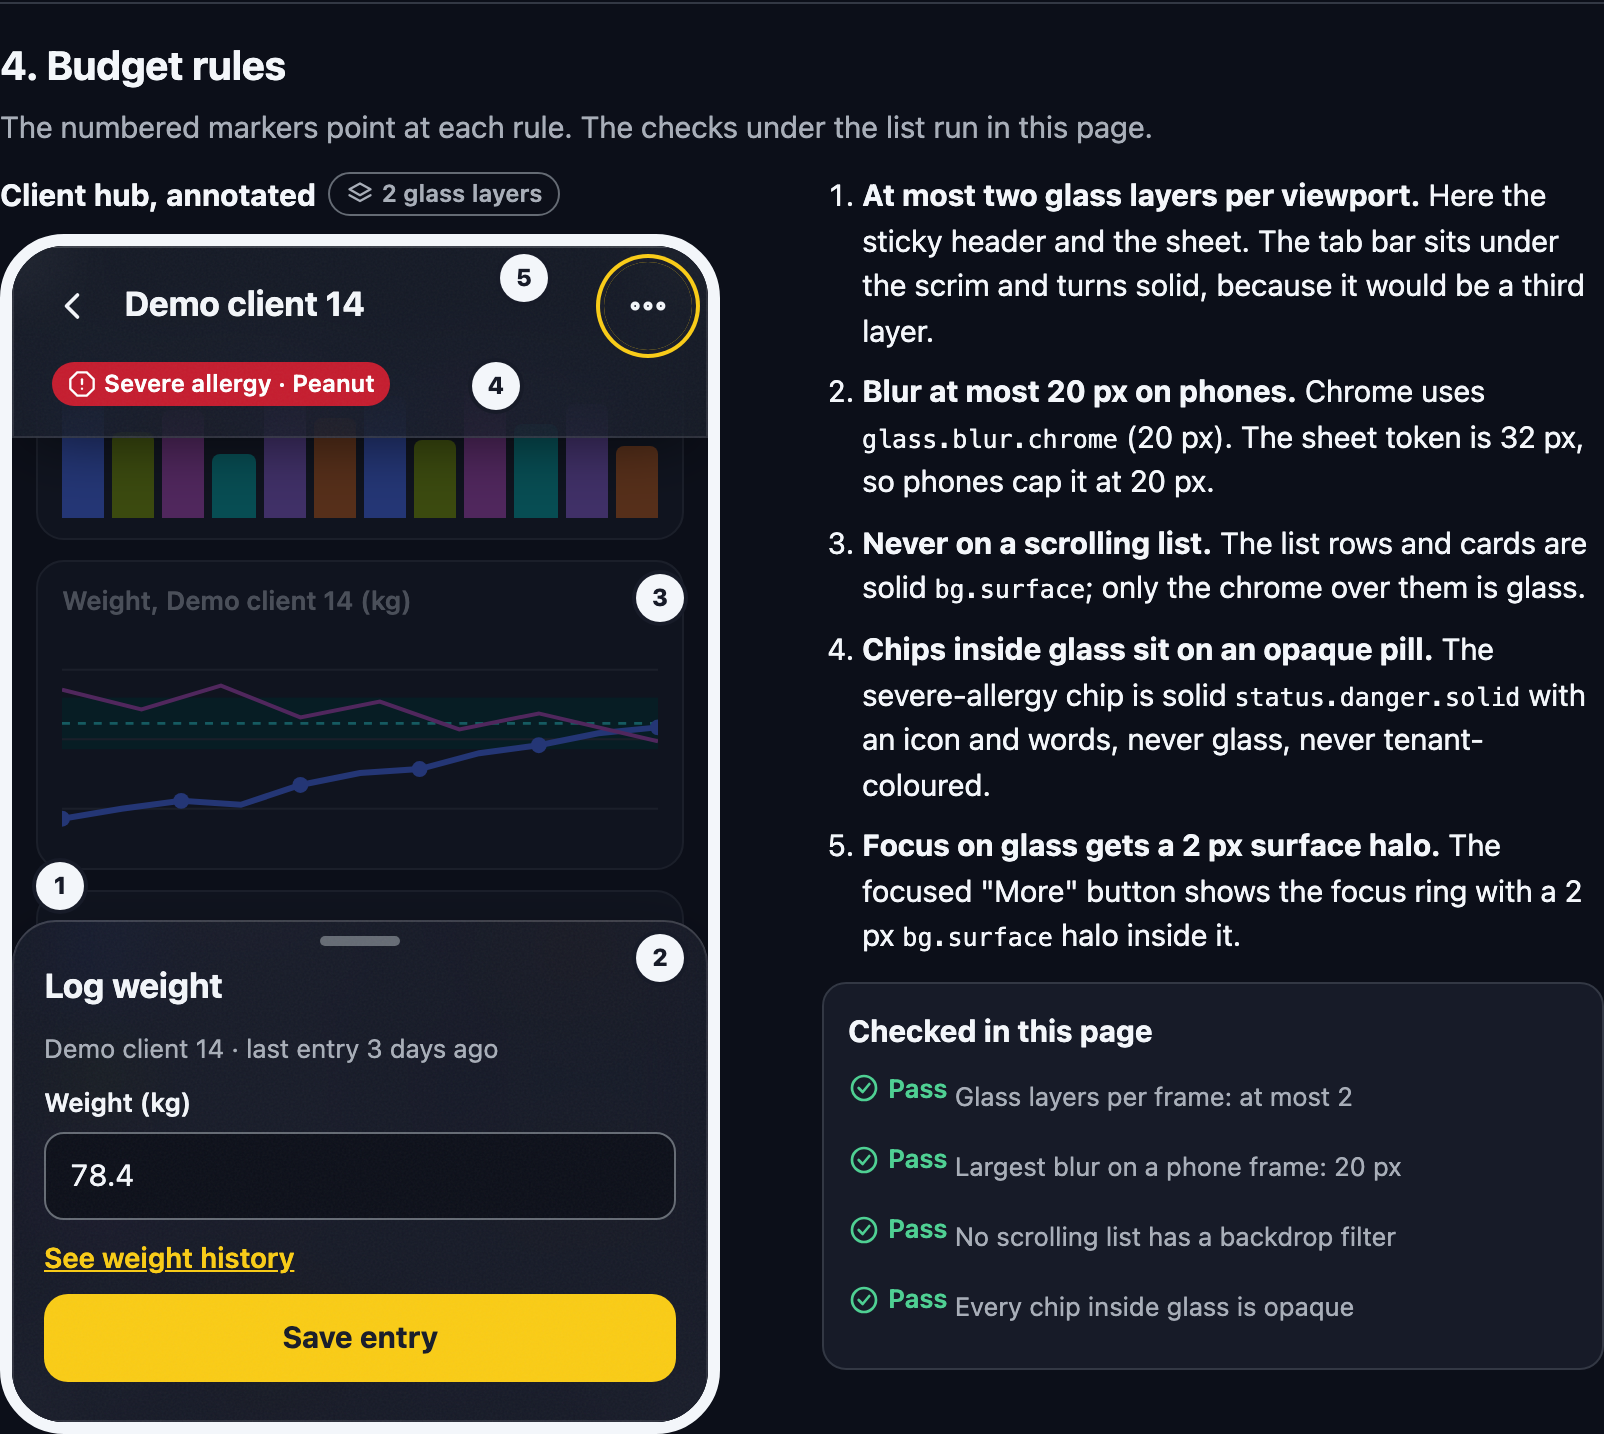 4. Budget rules
The numbered markers point at each rule. The checks under the list run in this page.
Client hub, annotated
2 glass layers
5
Demo client 14
Severe allergy · Peanut
4
Weight, Demo client 14 (kg)
3
1
2
Log weight
Demo client 14 · last entry 3 days ago
Weight (kg)
78.4
See weight history
Save entry
1. At most two glass layers per viewport. Here the
sticky header and the sheet. The tab bar sits under
the scrim and turns solid, because it would be a third
layer.
2. Blur at most 20 px on phones. Chrome uses
glass.blur.chrome (20 px). The sheet token is 32 px,
so phones cap it at 20 px.
3. Never on a scrolling list. The list rows and cards are
solid bg.surface; only the chrome over them is glass.
4. Chips inside glass sit on an opaque pill. The
severe-allergy chip is solid status.danger.solid with
an icon and words, never glass, never tenant-
coloured.
5. Focus on glass gets a 2 px surface halo. The
focused "More" button shows the focus ring with a 2
px bg.surface halo inside it.
Checked in this page
Pass Glass layers per frame: at most 2
Pass Largest blur on a phone frame: 20 px
Pass No scrolling list has a backdrop filter
Pass Every chip inside glass is opaque